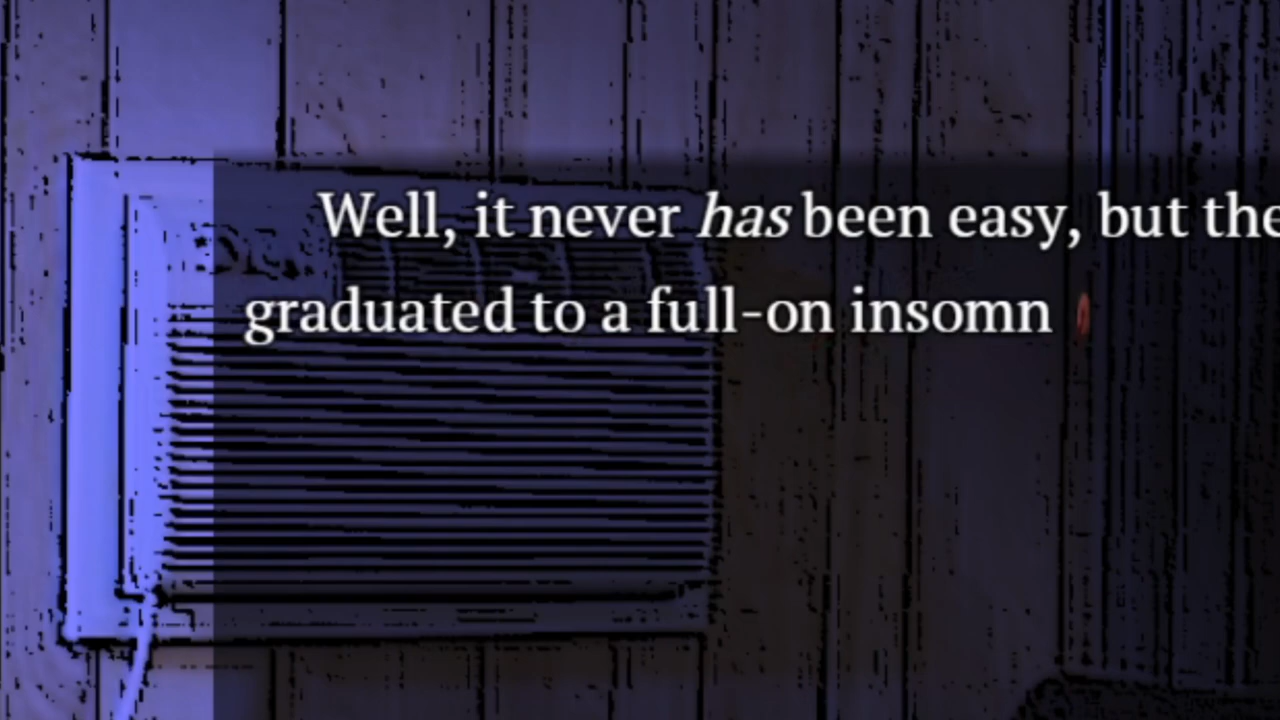 Well, it never has been easy, but the
graduated to a full-on insomn